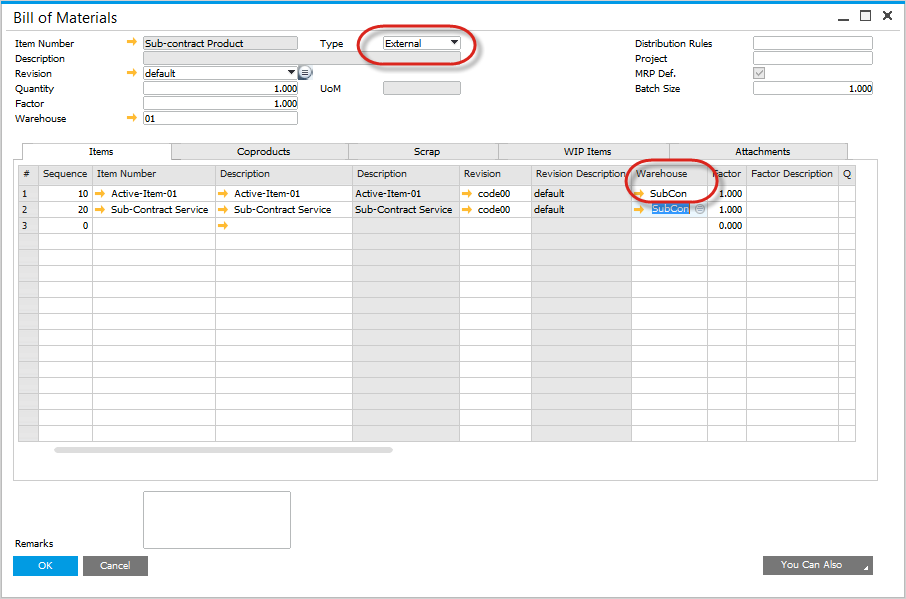 Bill of Materials
Item Number Sub-contract Product Type External Distribution Rules
Description Project
Revision default MRP Def.
Quantity 1.000 UoM Batch Size 1.000
Factor 1.000
Warehouse 01
Items Coproducts Scrap WIP Items Attachments
# Sequence Item Number Description Description Revision Revision Description Warehouse Factor Factor Description Q
1 10 Active-Item-01 Active-Item-01 Active-Item-01 code00 default SubCon 1.000
2 20 Sub-Contract Service Sub-Contract Service Sub-Contract Service code00 default SubCon 1.000
3 0 0.000
Remarks
OK Cancel You Can Also